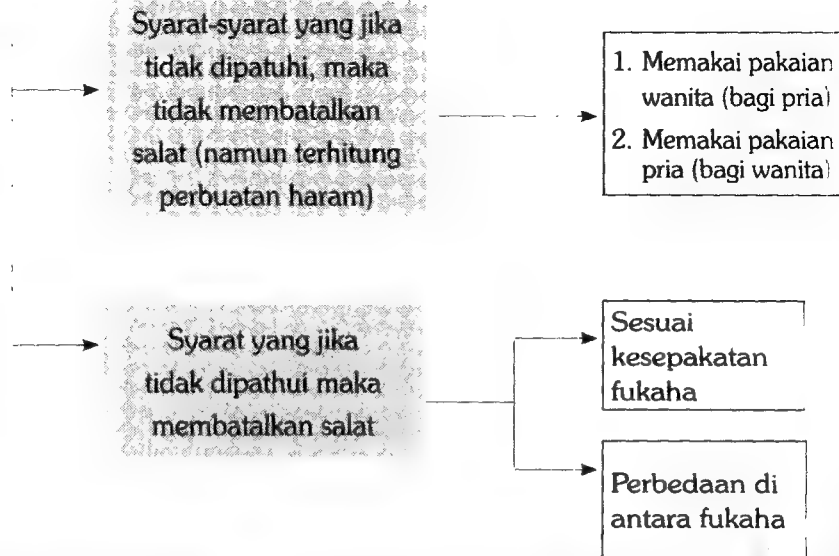 Syarat-syarat yang jika
tidak dipatuhi, maka
tidak membatalkan
salat (namun terhitung
perbuatan haram)
1. Memakai pakaian
wanita (bagi pria)
2. Memakai pakaian
pria (bagi wanita)
Syarat yang jika
tidak dipathui maka
membatalkan salat
Sesuai
kesepakatan
fukaha
Perbedaan di
antara fukaha